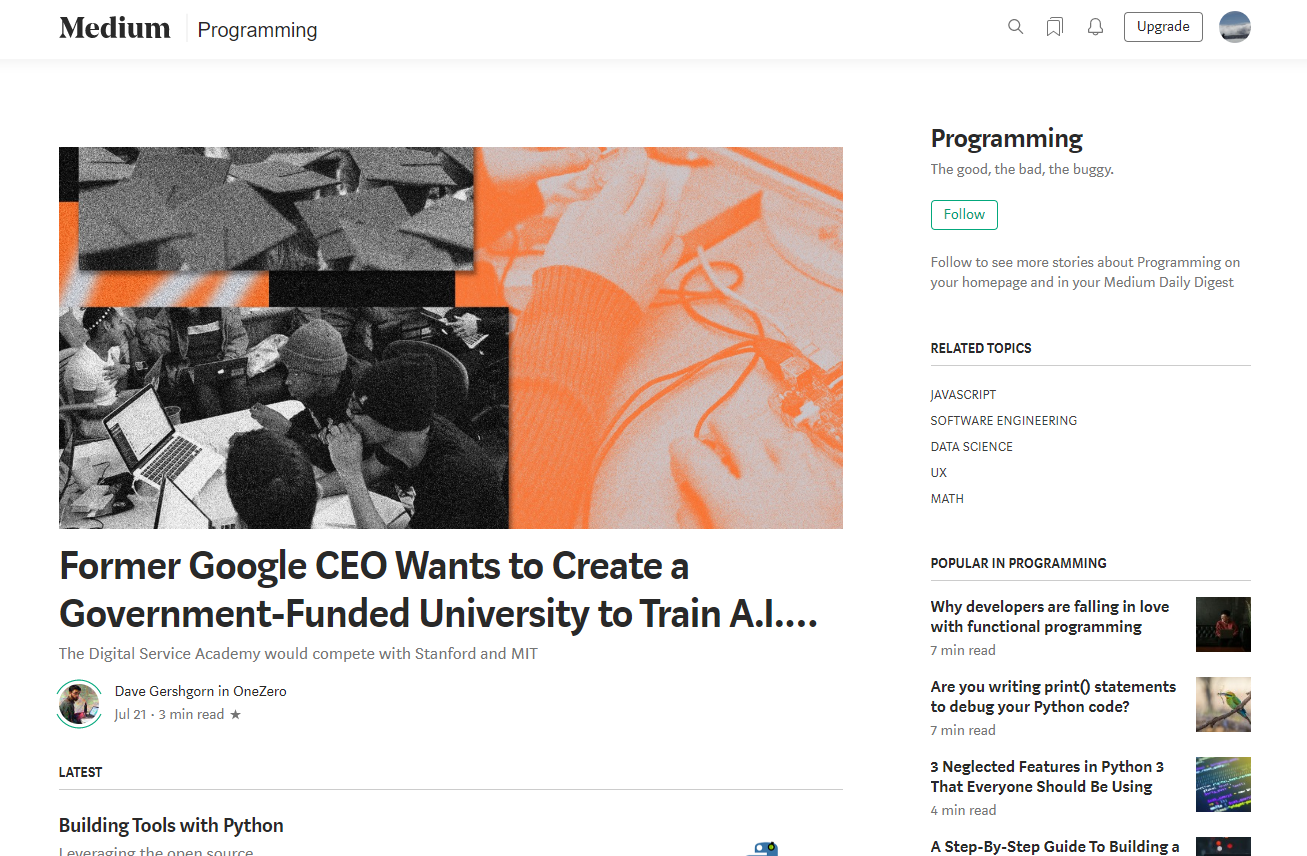 Medium
Programming
Upgrade
Former Google CEO Wants to Create a
Government-Funded University to Train A.I.…
The Digital Service Academy would compete with Stanford and MIT
Dave Gershgorn in OneZero
Jul 21 · 3 min read ★
LATEST
Building Tools with Python
Leveraging the open source
Programming
The good, the bad, the buggy.
Follow
Follow to see more stories about Programming on
your homepage and in your Medium Daily Digest
RELATED TOPICS
JAVASCRIPT
SOFTWARE ENGINEERING
DATA SCIENCE
UX
MATH
POPULAR IN PROGRAMMING
Why developers are falling in love
with functional programming
7 min read
Are you writing print() statements
to debug your Python code?
7 min read
3 Neglected Features in Python 3
That Everyone Should Be Using
4 min read
A Step-By-Step Guide To Building a